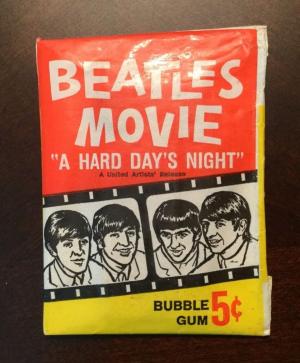 BEATLES
MOVIE
"A HARD DAY'S NIGHT"
A United Artists' Release
BUBBLE 5¢
GUM